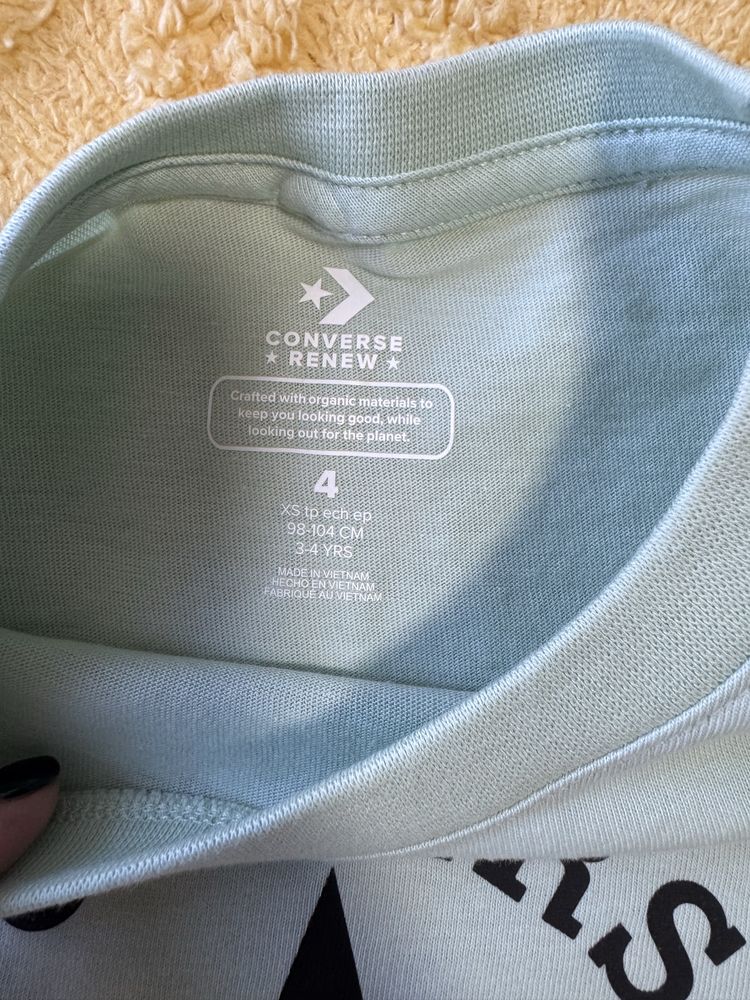 CONVERSE
★ RENEW ★
Crafted with organic materials to
keep you looking good, while
looking out for the planet.
4
XS tp ech ep
98-104 CM
3-4 YRS
MADE IN VIETNAM
HECHO EN VIETNAM
FABRIQUÉ AU VIETNAM
RS